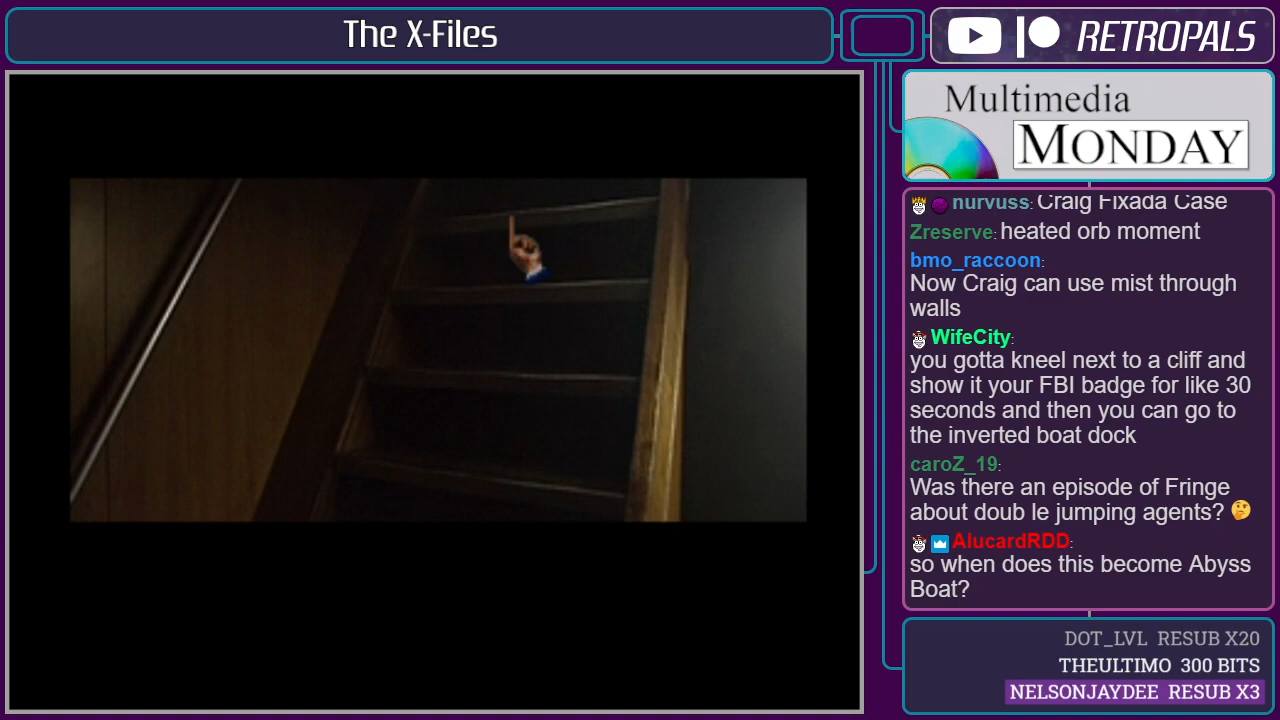 The X-Files
RETROPALS
Multimedia
MONDAY
nurvuss: Craig Fixada Case
Zreserve: heated orb moment
bmo_raccoon:
Now Craig can use mist through
walls
WifeCity:
you gotta kneel next to a cliff and
show it your FBI badge for like 30
seconds and then you can go to
the inverted boat dock
caroZ_19:
Was there an episode of Fringe
about doub le jumping agents? 🤔
AlucardRDD:
so when does this become Abyss
Boat?
DOT_LVL RESUB X20
THEULTIMO 300 BITS
NELSONJAYDEE RESUB X3